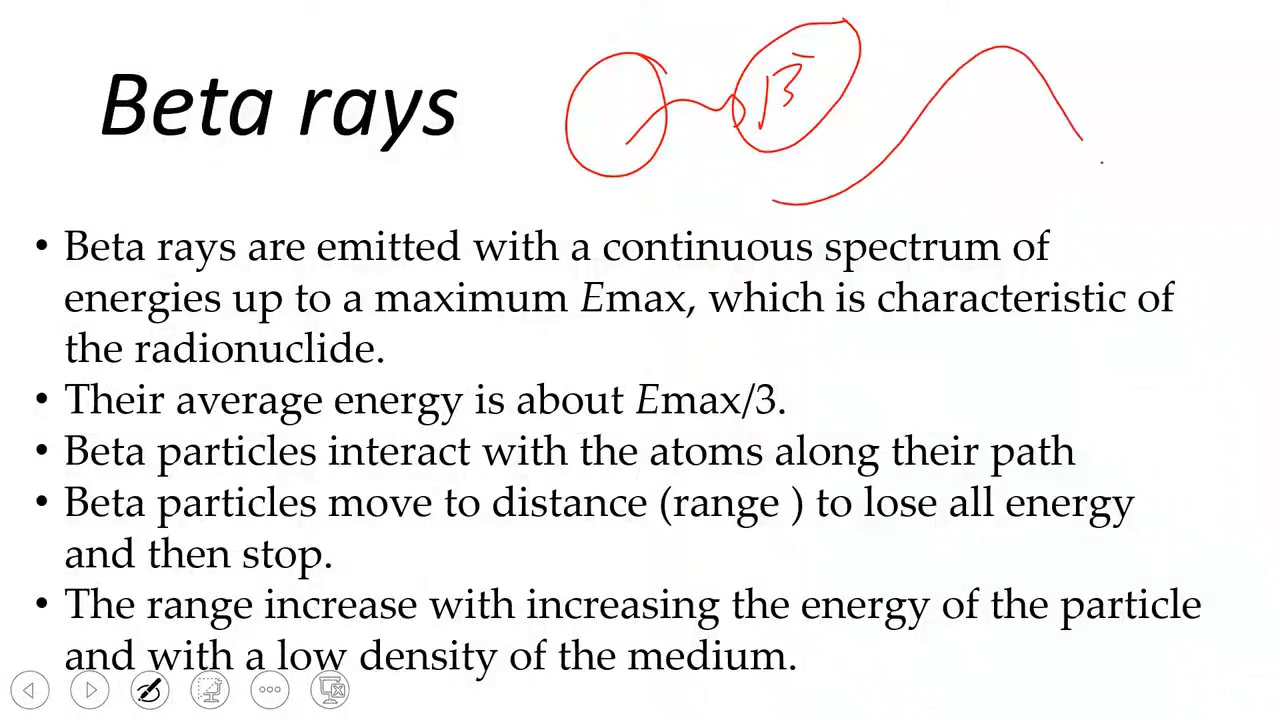 Beta rays
β⁻
• Beta rays are emitted with a continuous spectrum of
energies up to a maximum Emax, which is characteristic of
the radionuclide.
• Their average energy is about Emax/3.
• Beta particles interact with the atoms along their path
• Beta particles move to distance (range ) to lose all energy
and then stop.
• The range increase with increasing the energy of the particle
and with a low density of the medium.